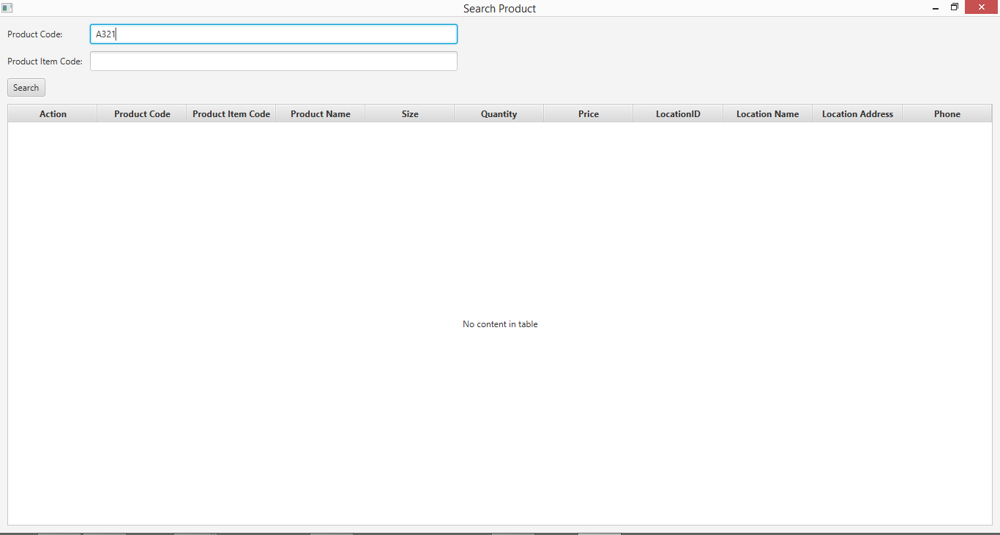 Search Product
Product Code: A321
Product Item Code:
Search
Action Product Code Product Item Code Product Name Size Quantity Price LocationID Location Name Location Address Phone
No content in table